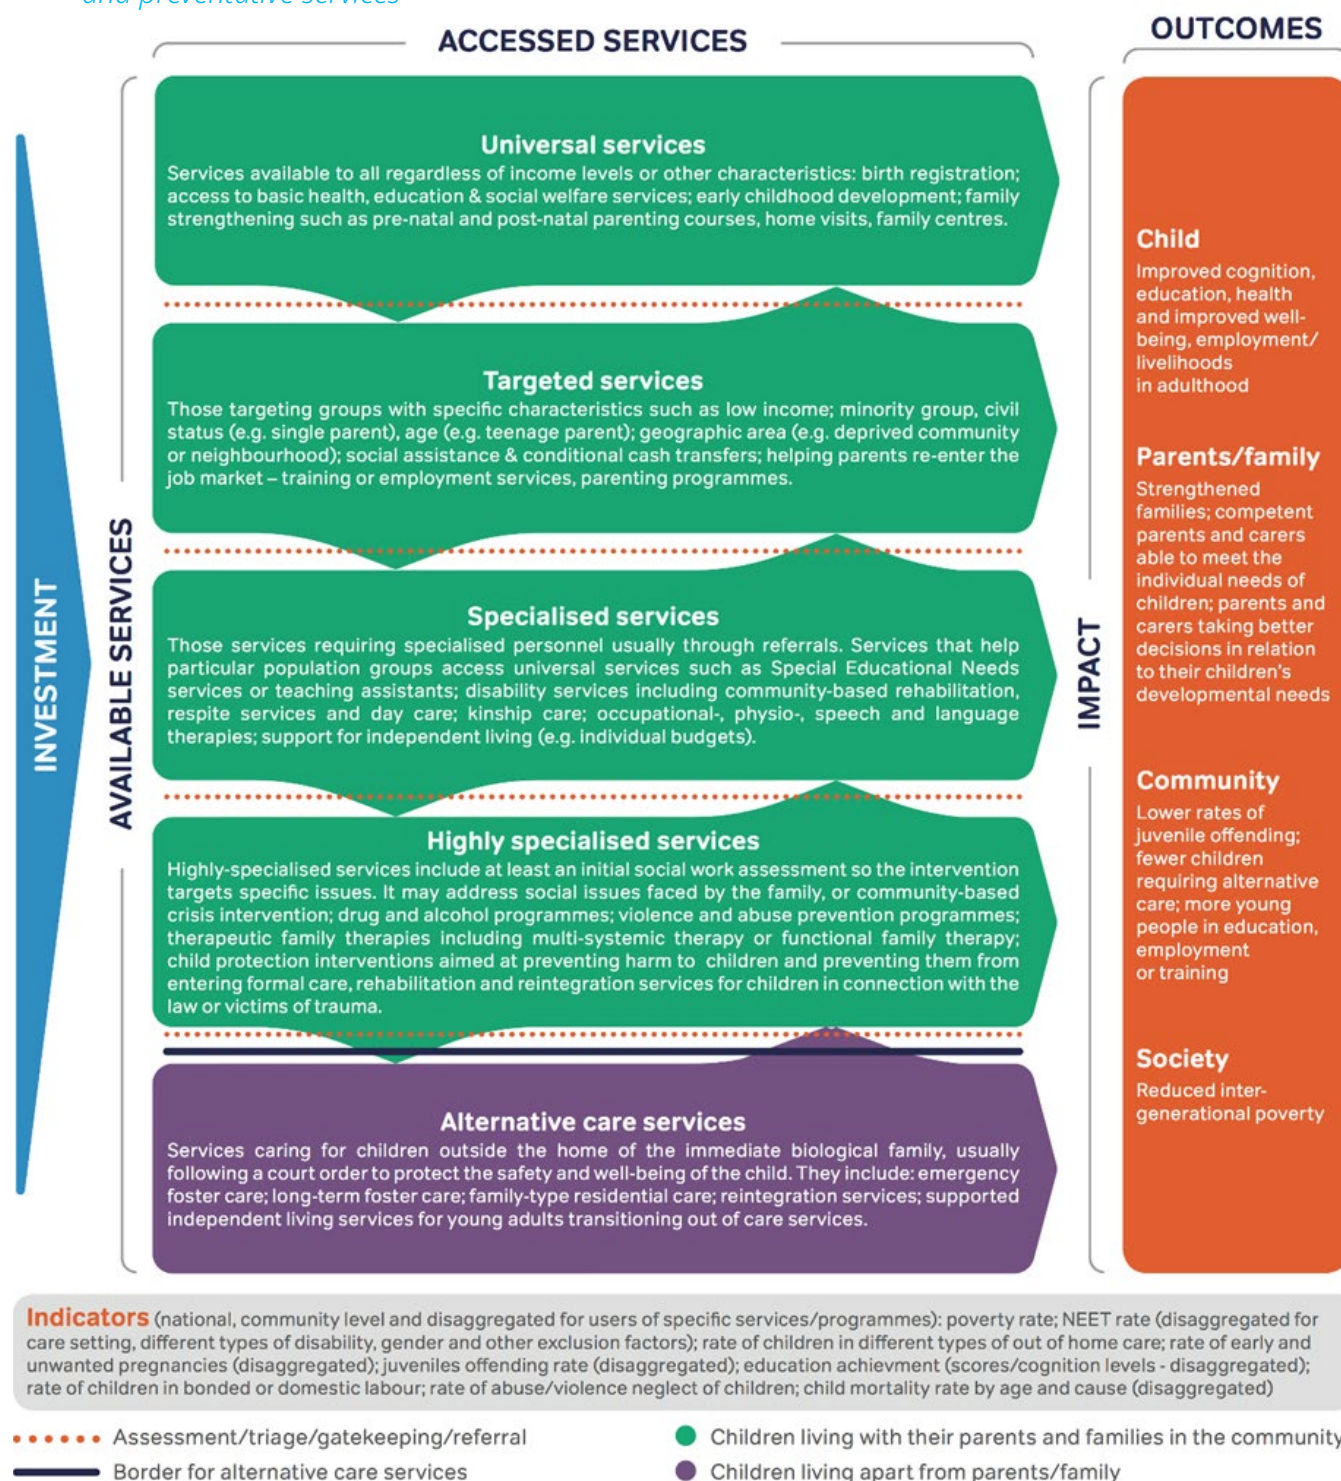 and preventative services
ACCESSED SERVICES
OUTCOMES
INVESTMENT
AVAILABLE SERVICES
Universal services
Services available to all regardless of income levels or other characteristics: birth registration;
access to basic health, education & social welfare services; early childhood development; family
strengthening such as pre-natal and post-natal parenting courses, home visits, family centres.
Targeted services
Those targeting groups with specific characteristics such as low income; minority group, civil
status (e.g. single parent), age (e.g. teenage parent); geographic area (e.g. deprived community
or neighbourhood); social assistance & conditional cash transfers; helping parents re-enter the
job market – training or employment services, parenting programmes.
Specialised services
Those services requiring specialised personnel usually through referrals. Services that help
particular population groups access universal services such as Special Educational Needs
services or teaching assistants; disability services including community-based rehabilitation,
respite services and day care; kinship care; occupational-, physio-, speech and language
therapies; support for independent living (e.g. individual budgets).
Highly specialised services
Highly-specialised services include at least an initial social work assessment so the intervention
targets specific issues. It may address social issues faced by the family, or community-based
crisis intervention; drug and alcohol programmes; violence and abuse prevention programmes;
therapeutic family therapies including multi-systemic therapy or functional family therapy;
child protection interventions aimed at preventing harm to children and preventing them from
entering formal care, rehabilitation and reintegration services for children in connection with the
law or victims of trauma.
Alternative care services
Services caring for children outside the home of the immediate biological family, usually
following a court order to protect the safety and well-being of the child. They include: emergency
foster care; long-term foster care; family-type residential care; reintegration services; supported
independent living services for young adults transitioning out of care services.
IMPACT
Child
Improved cognition,
education, health
and improved well-
being, employment/
livelihoods
in adulthood
Parents/family
Strengthened
families; competent
parents and carers
able to meet the
individual needs of
children; parents and
carers taking better
decisions in relation
to their children's
developmental needs
Community
Lower rates of
juvenile offending;
fewer children
requiring alternative
care; more young
people in education,
employment
or training
Society
Reduced inter-
generational poverty
Indicators (national, community level and disaggregated for users of specific services/programmes): poverty rate; NEET rate (disaggregated for
care setting, different types of disability, gender and other exclusion factors); rate of children in different types of out of home care; rate of early and
unwanted pregnancies (disaggregated); juveniles offending rate (disaggregated); education achievment (scores/cognition levels - disaggregated);
rate of children in bonded or domestic labour; rate of abuse/violence neglect of children; child mortality rate by age and cause (disaggregated)
Assessment/triage/gatekeeping/referral
Children living with their parents and families in the community
Border for alternative care services
Children living apart from parents/family